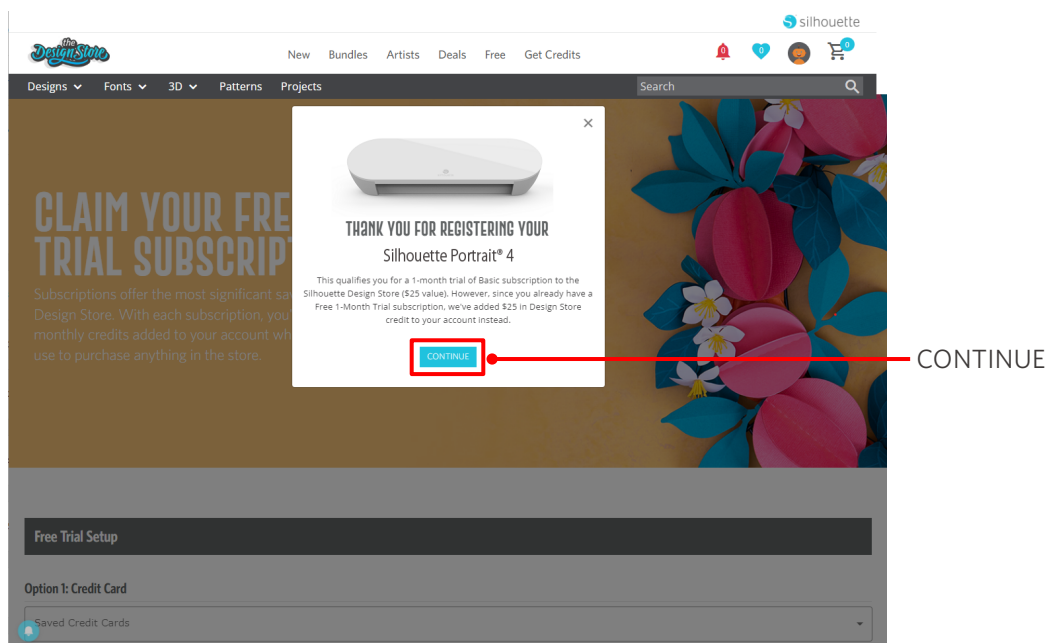 silhouette
the
Design Store
New Bundles Artists Deals Free Get Credits
0 0 0
Designs Fonts 3D Patterns Projects
Search
CLAIM YOUR FRE
TRIAL SUBSCRIP
Subscriptions offer the most significant sa
Design Store. With each subscription, you'
monthly credits added to your account wh
use to purchase anything in the store.
THANK YOU FOR REGISTERING YOUR
Silhouette Portrait® 4
This qualifies you for a 1-month trial of Basic subscription to the
Silhouette Design Store ($25 value). However, since you already have a
Free 1-Month Trial subscription, we've added $25 in Design Store
credit to your account instead.
CONTINUE
CONTINUE
Free Trial Setup
Option 1: Credit Card
Saved Credit Cards